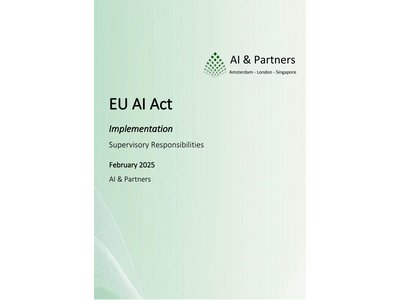 AI & Partners
Amsterdam - London - Singapore
EU AI Act
Implementation
Supervisory Responsibilities
February 2025
AI & Partners